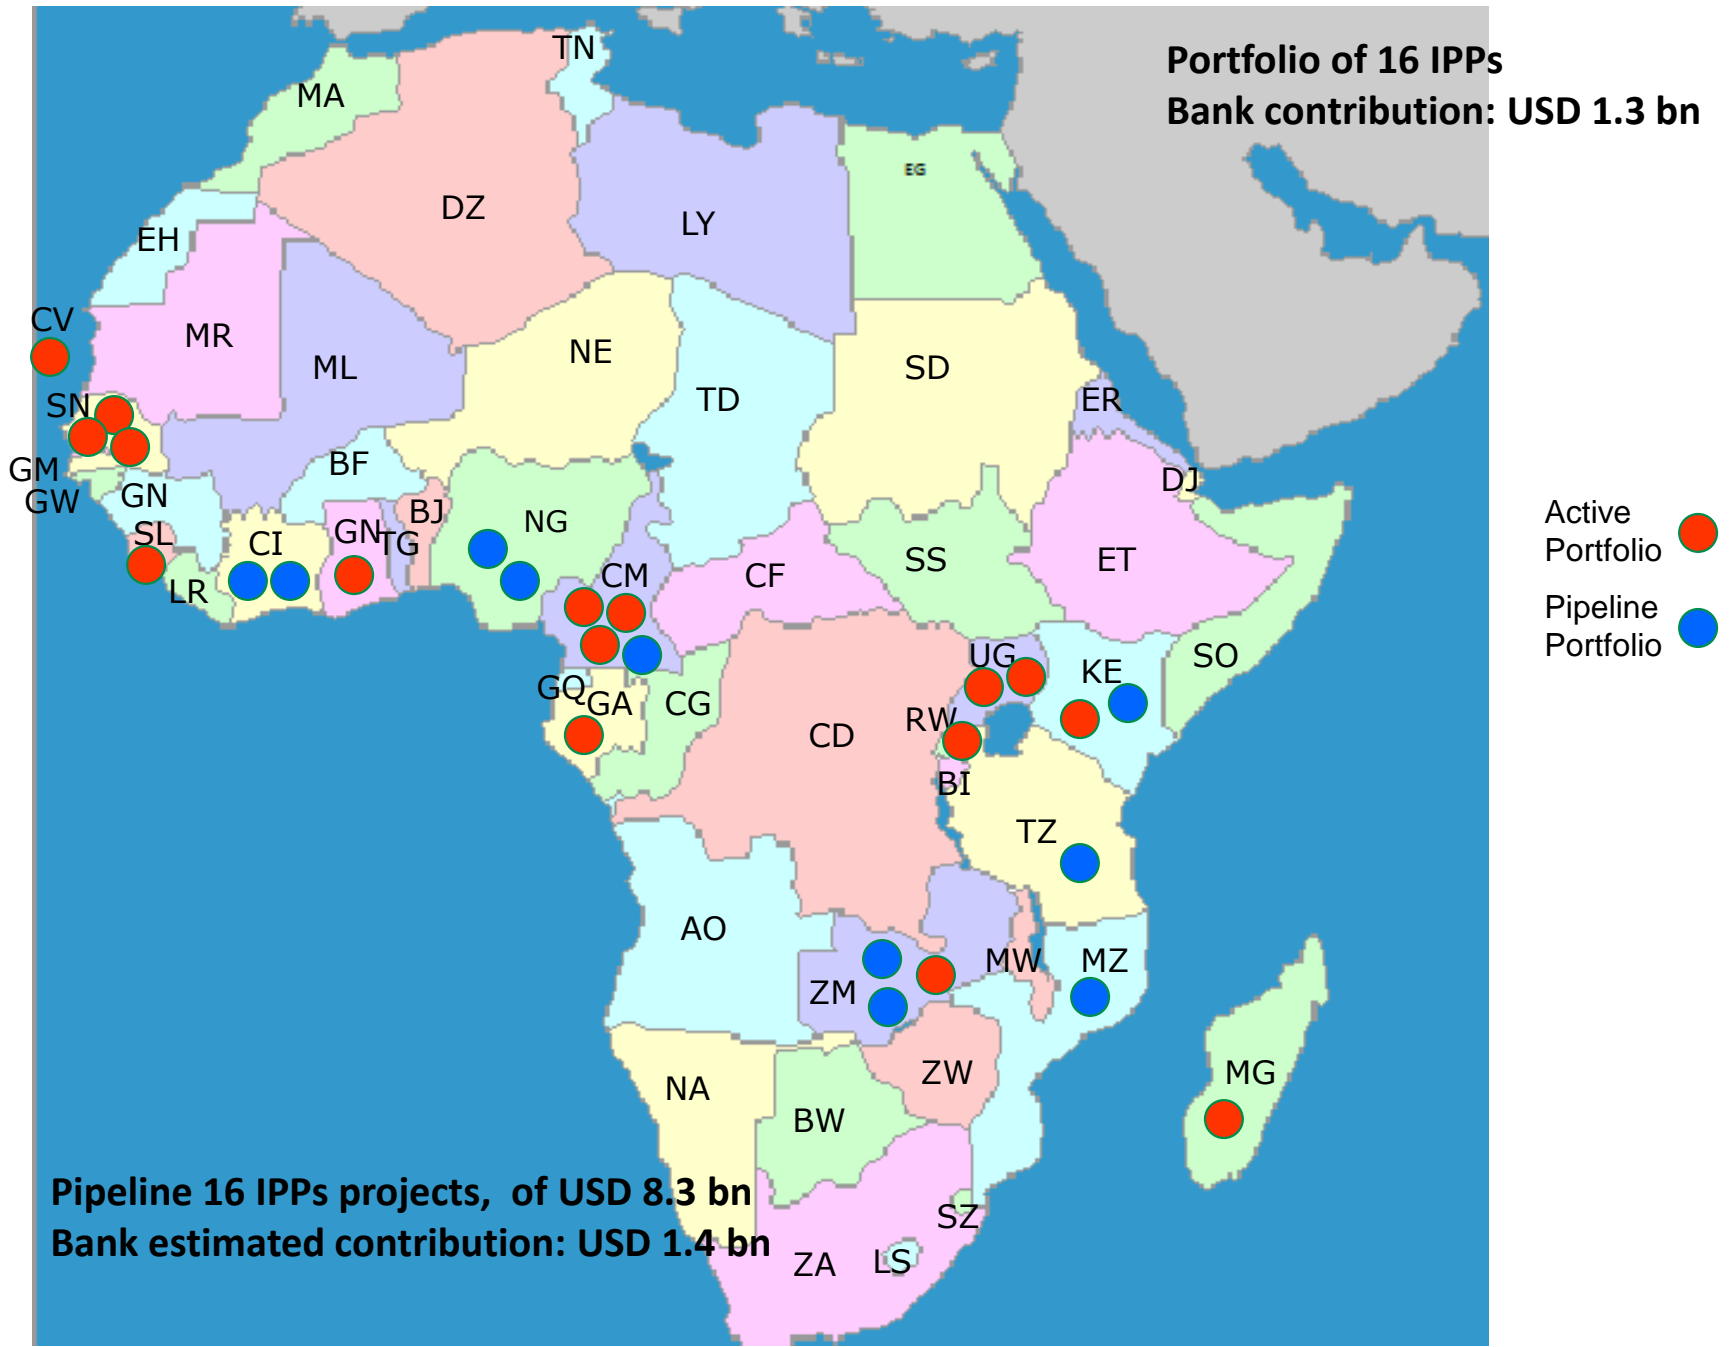 TN
Portfolio of 16 IPPs
Bank contribution: USD 1.3 bn
MA
EG
DZ
LY
EH
CV
MR
ML
NE
TD
SD
ER
SN
GM
GW
GN
BF
BJ
NG
DJ
SL
CI
GN
TG
LR
CM
CF
SS
ET
Active
Portfolio
Pipeline
Portfolio
GQ
GA
CG
CD
UG
KE
SO
RW
BI
TZ
AO
ZM
MW
MZ
NA
BW
ZW
MG
Pipeline 16 IPPs projects,  of USD 8.3 bn
Bank estimated contribution: USD 1.4 bn
SZ
ZA
LS